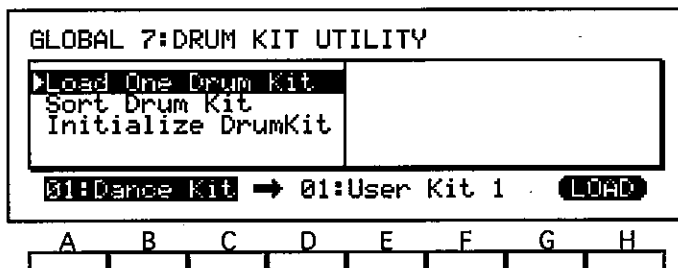 GLOBAL 7:DRUM KIT UTILITY
Load One Drum Kit
Sort Drum Kit
Initialize DrumKit
01:Dance Kit ➡ 01:User Kit 1 LOAD
A B C D E F G H